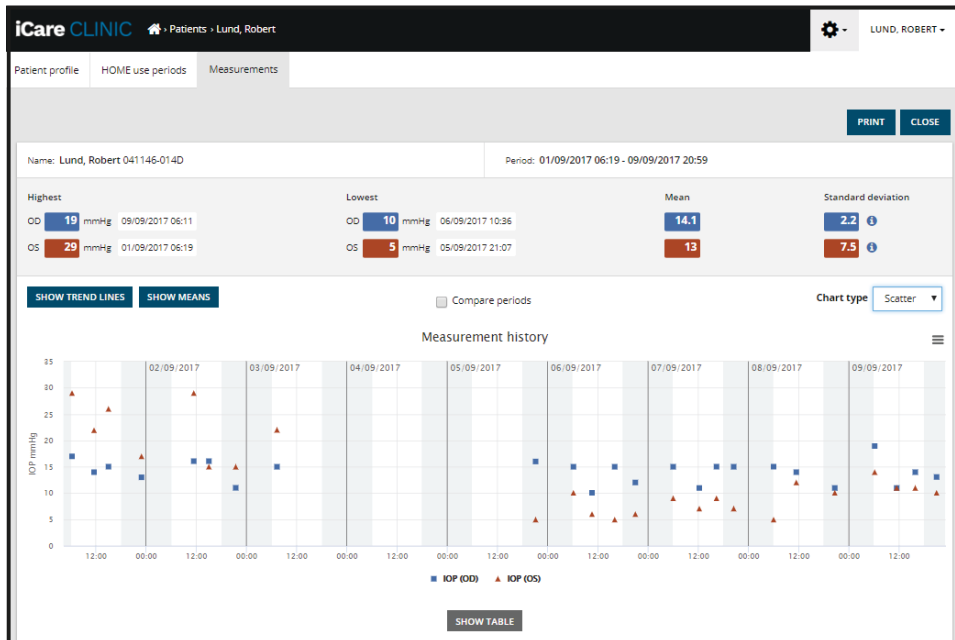 iCare CLINIC › Patients › Lund, Robert LUND, ROBERT
Patient profile HOME use periods Measurements
PRINT CLOSE
Name: Lund, Robert 041146-014D Period: 01/09/2017 06:19 - 09/09/2017 20:59
Highest Lowest Mean Standard deviation
OD 19 mmHg 09/09/2017 06:11 OD 10 mmHg 06/09/2017 10:36 14.1 2.2
OS 29 mmHg 01/09/2017 06:19 OS 5 mmHg 05/09/2017 21:07 13 7.5
SHOW TREND LINES SHOW MEANS Compare periods Chart type Scatter
Measurement history
35 02/09/2017 03/09/2017 04/09/2017 05/09/2017 06/09/2017 07/09/2017 08/09/2017 09/09/2017
30
25
20
IOP mmHg
15
10
5
0
12:00 00:00 12:00 00:00 12:00 00:00 12:00 00:00 12:00 00:00 12:00 00:00 12:00 00:00 12:00 00:00 12:00
IOP (OD) IOP (OS)
SHOW TABLE